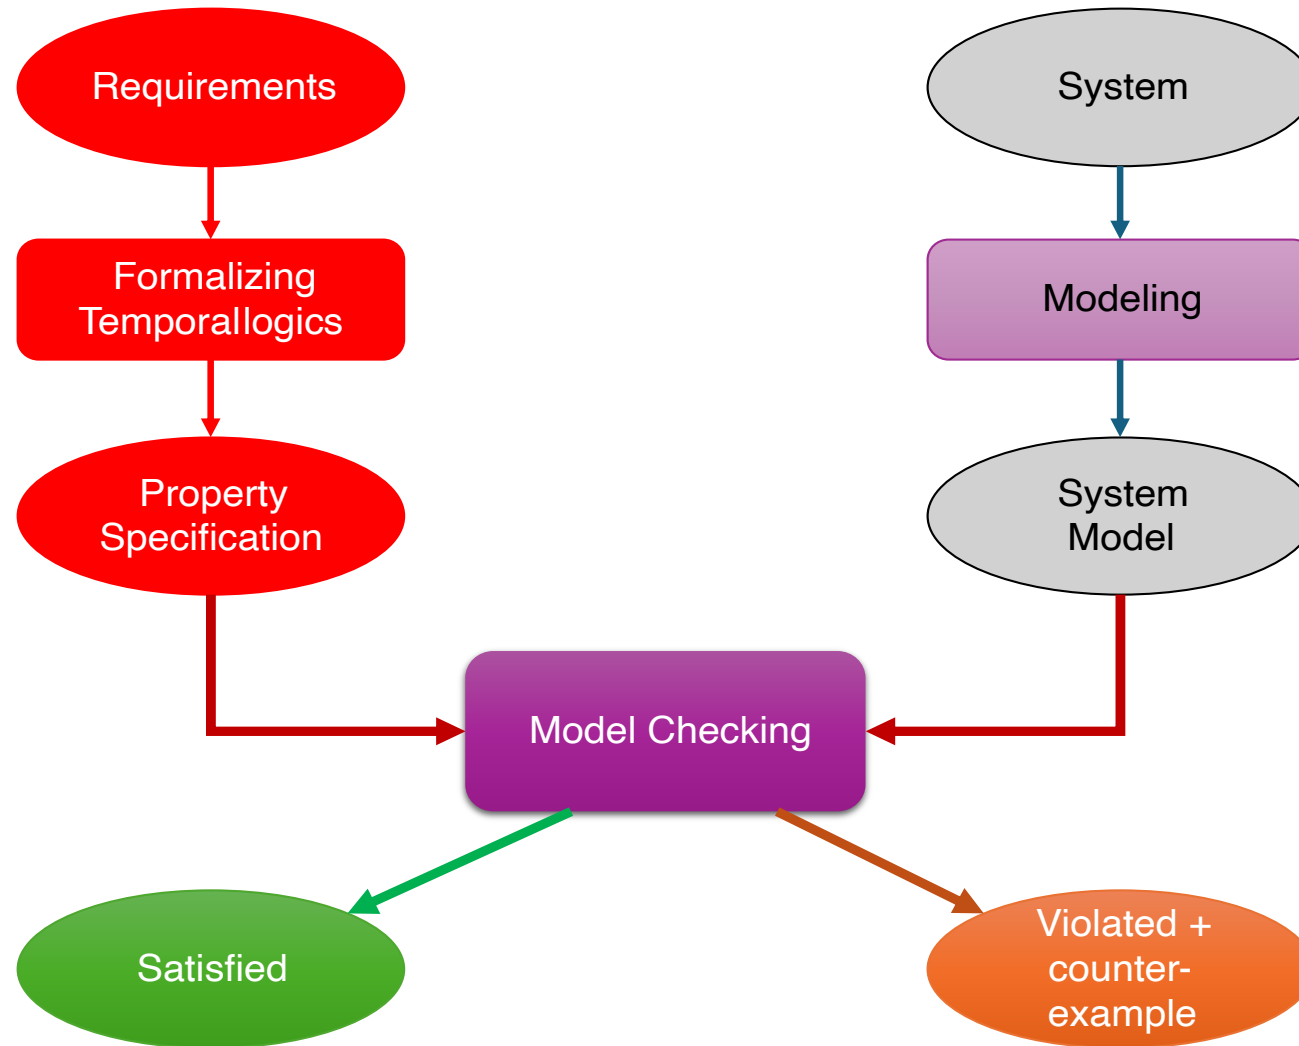 Requirements
System
Formalizing
Temporallogics
Modeling
Property
Specification
System
Model
Model Checking
Satisfied
Violated +
counter-
example